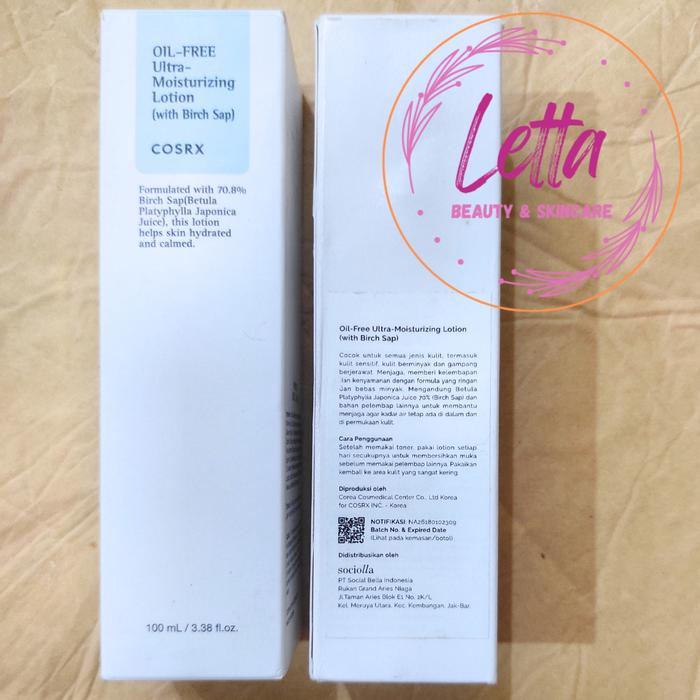 OIL-FREE
Ultra-
Moisturizing
Lotion
(with Birch Sap)
COSRX
Formulated with 70.8%
Birch Sap(Betula
Platyphylla Japonica
Juice), this lotion
helps skin hydrated
and calmed.
100 mL / 3.38 fl.oz.
Letta
BEAUTY & SKINCARE
Oil-Free Ultra-Moisturizing Lotion
(with Birch Sap)
Cocok untuk semua jenis kulit, termasuk
kulit sensitif, kulit berminyak dan gampang
berjerawat. Menjaga, memberi kelembapan
dan kenyamanan dengan formula yang ringan
dan bebas minyak. Mengandung Betula
Platyphylla Japonica Juice 70% (Birch Sap) dan
bahan pelembap lainnya untuk membantu
menjaga agar kadar air tetap ada di dalam dan
di permukaan kulit.
Cara Penggunaan
Setelah memakai toner, pakai lotion setiap
hari secukupnya untuk membersihkan muka
sebelum memakai pelembap lainnya. Pakaikan
kembali ke area kulit yang sangat kering.
Diproduksi oleh
Corea Cosmedical Center Co., Ltd Korea
for COSRX INC. - Korea
NOTIFIKASI: NA26180102309
Batch No. & Expired Date
(Lihat pada kemasan/botol)
Didistribusikan oleh
sociolla
PT Social Bella Indonesia
Rukan Grand Aries Niaga
Jl.Taman Aries Blok E1 No. 2K/L
Kel. Meruya Utara, Kec. Kembangan, Jak-Bar.